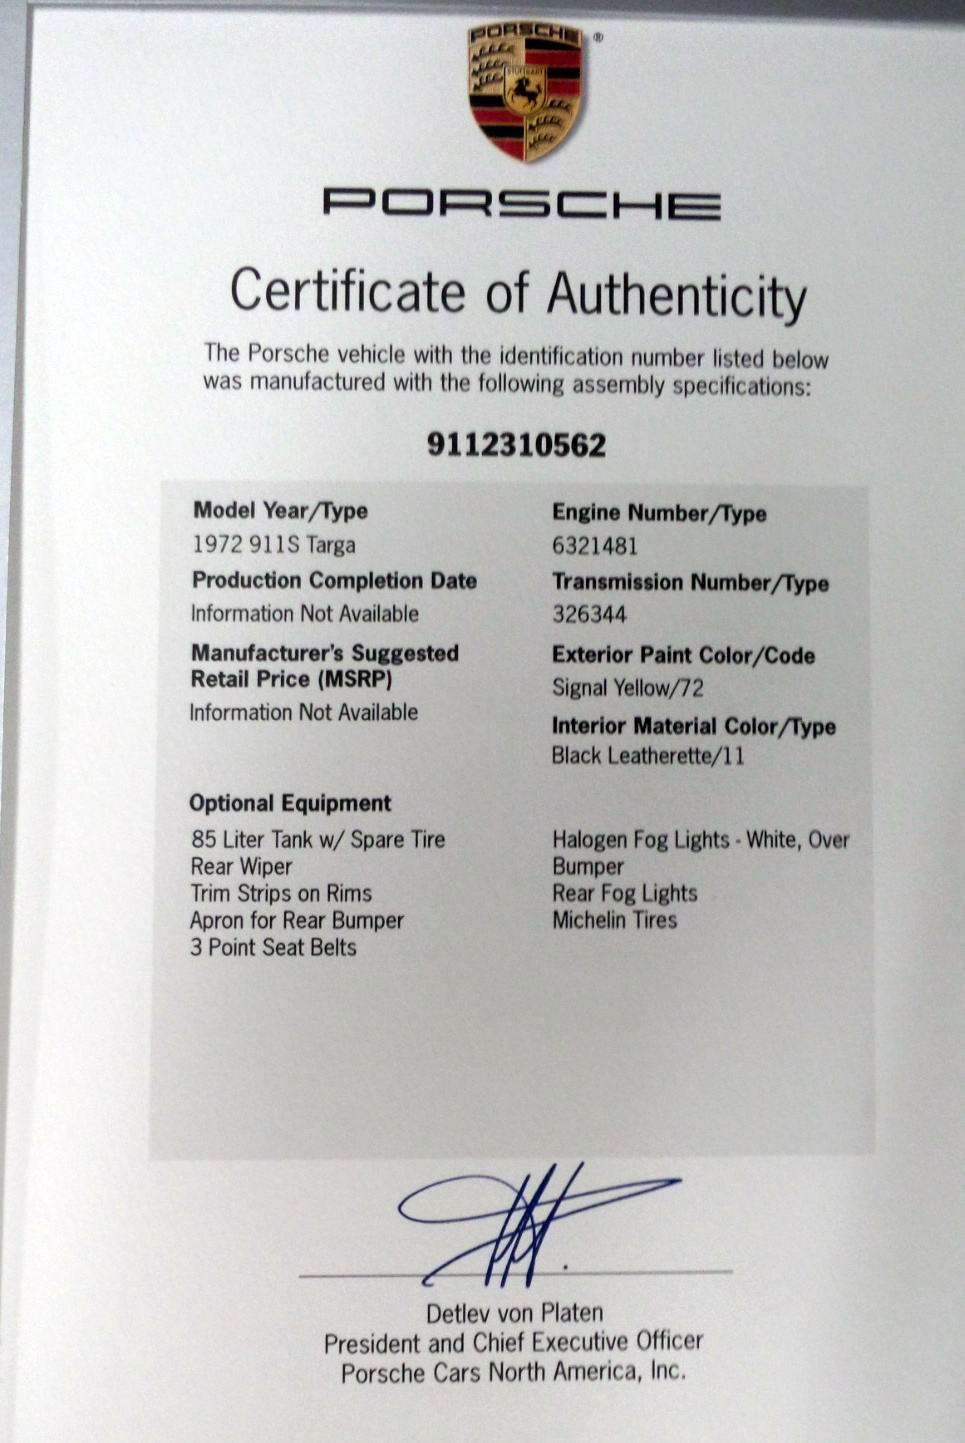 PORSCHE
®
STUTTGART
PORSCHE
Certificate of Authenticity
The Porsche vehicle with the identification number listed below
was manufactured with the following assembly specifications:
9112310562
Model Year/Type
1972 911S Targa
Production Completion Date
Information Not Available
Manufacturer's Suggested
Retail Price (MSRP)
Information Not Available
Engine Number/Type
6321481
Transmission Number/Type
326344
Exterior Paint Color/Code
Signal Yellow/72
Interior Material Color/Type
Black Leatherette/11
Optional Equipment
85 Liter Tank w/ Spare Tire
Rear Wiper
Trim Strips on Rims
Apron for Rear Bumper
3 Point Seat Belts
Halogen Fog Lights - White, Over
Bumper
Rear Fog Lights
Michelin Tires
Detlev von Platen
President and Chief Executive Officer
Porsche Cars North America, Inc.